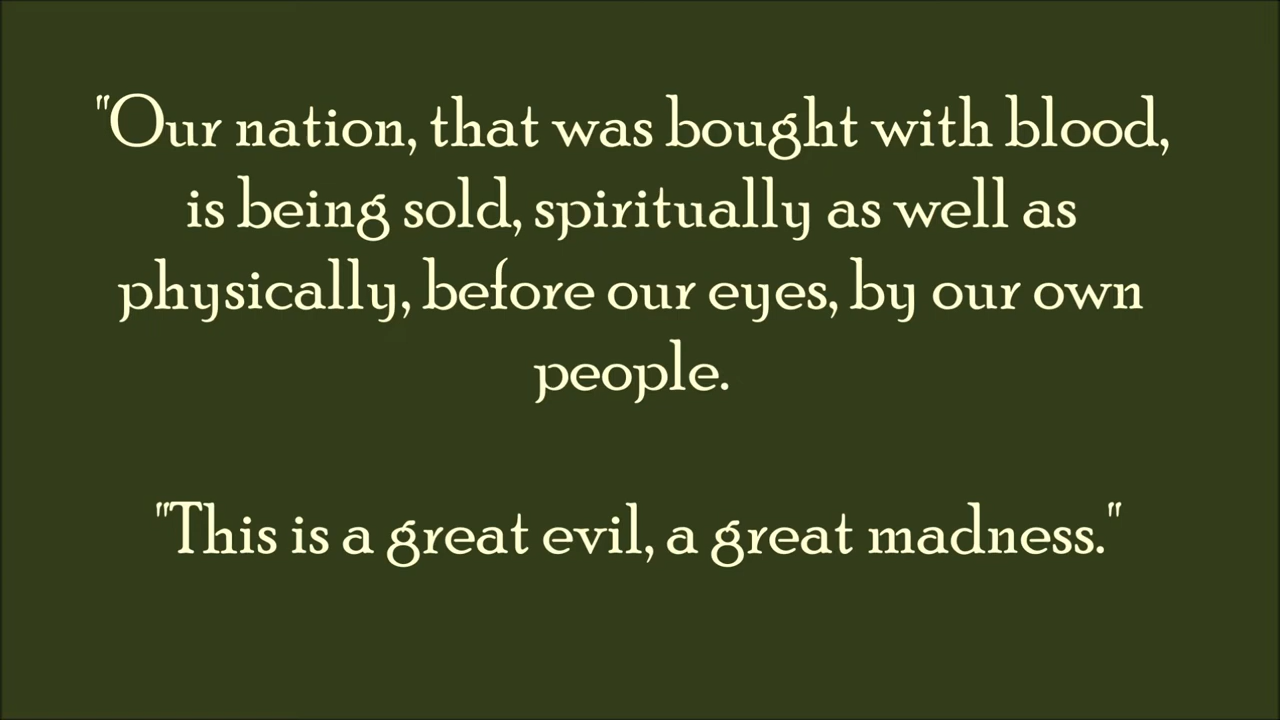 "Our nation, that was bought with blood,
is being sold, spiritually as well as
physically, before our eyes, by our own
people.
"This is a great evil, a great madness."